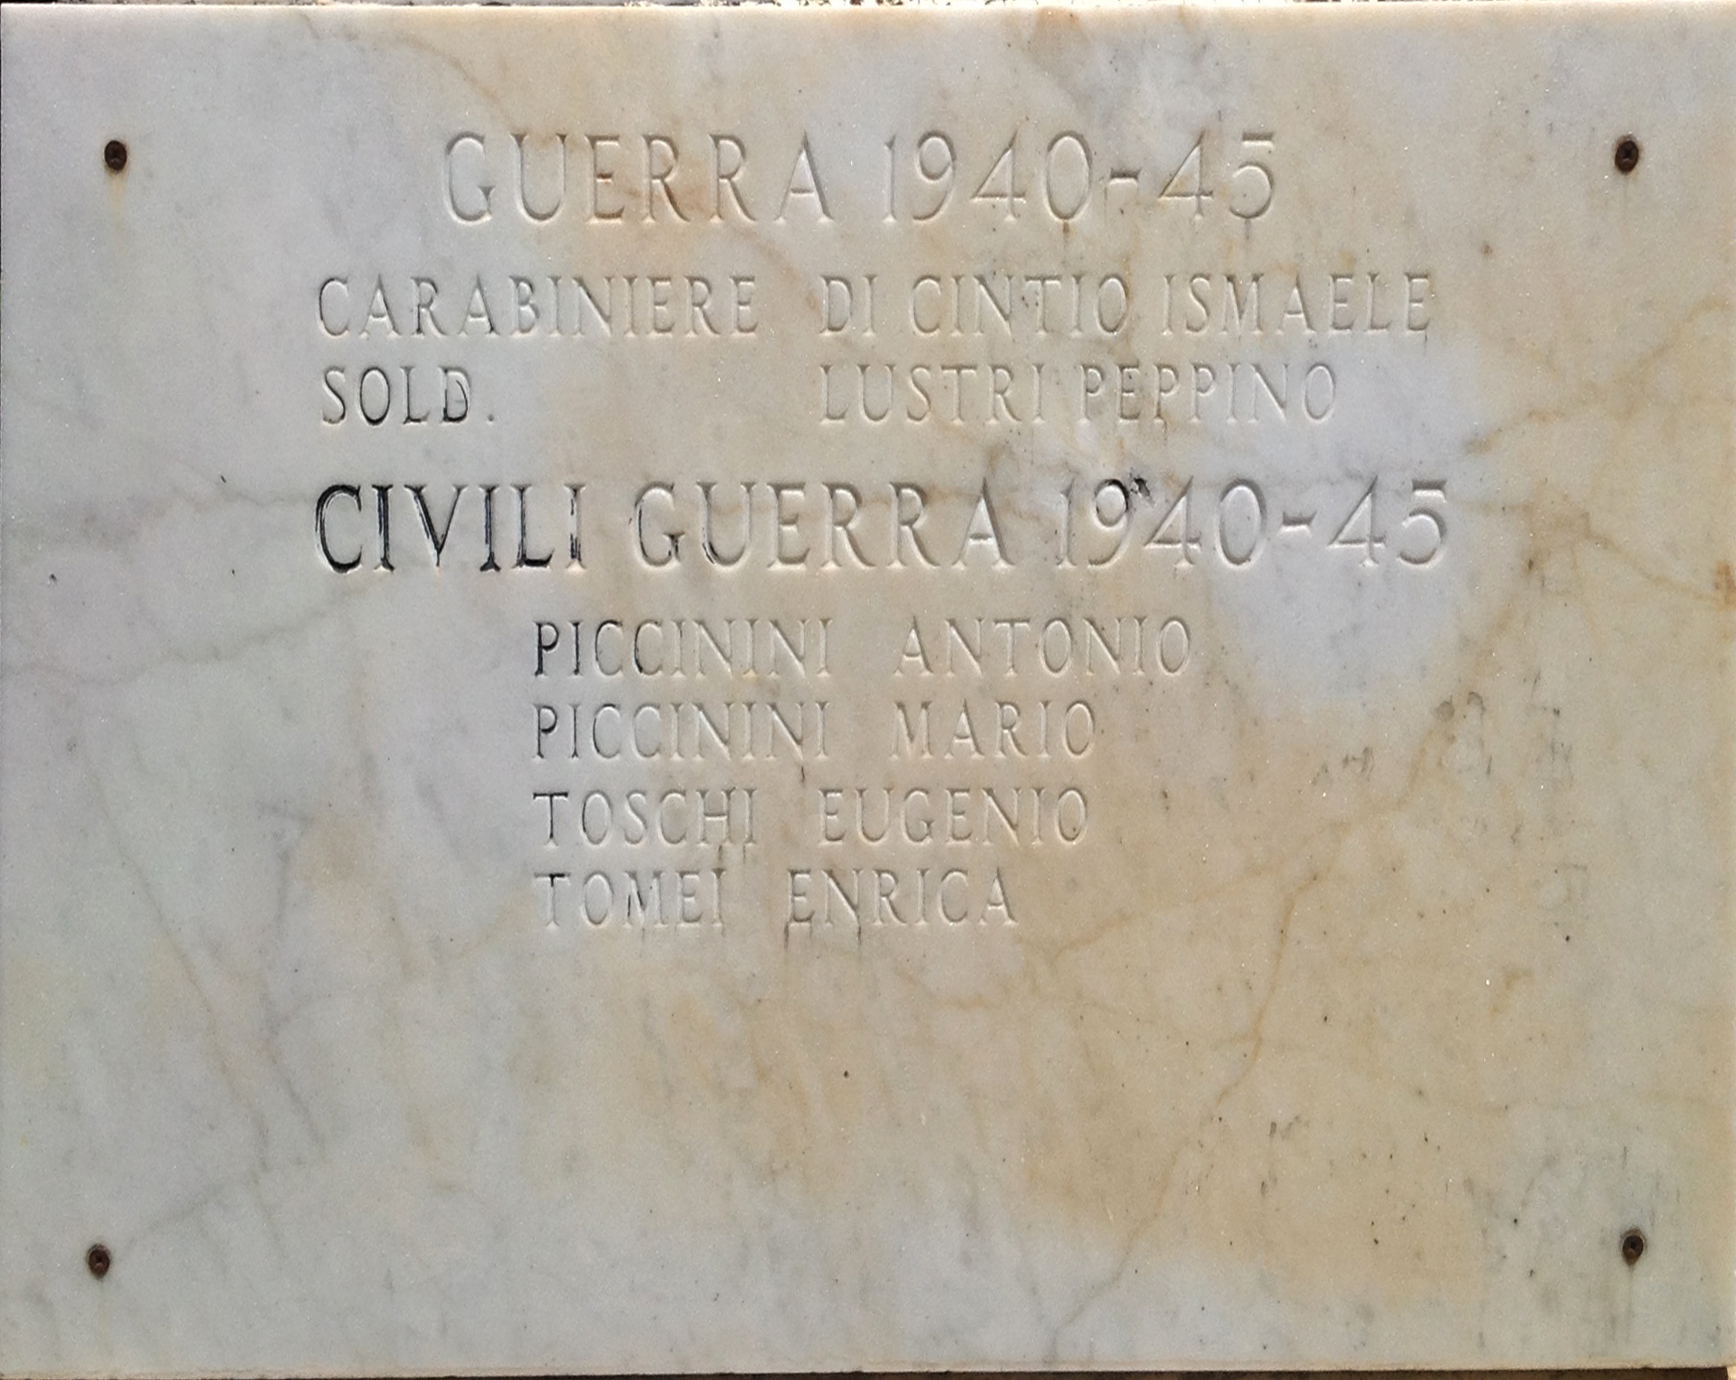 GUERRA 1940-45
CARABINIERE DI CINTIO ISMAELE
SOLD. LUSTRI PEPPINO
CIVILI GUERRA 1940-45
PICCININI ANTONIO
PICCININI MARIO
TOSCHI EUGENIO
TOMEI ENRICA